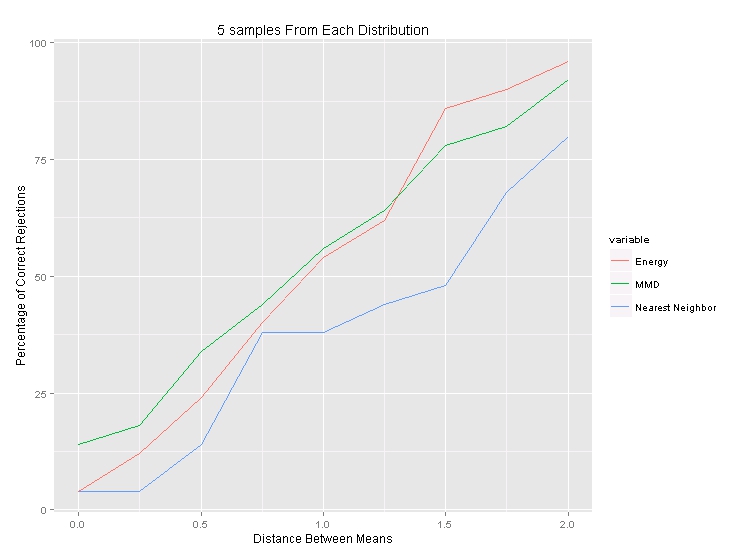 5 samples From Each Distribution
Percentage of Correct Rejections
100
75
50
25
0
0.0
0.5
1.0
1.5
2.0
Distance Between Means
variable
Energy
MMD
Nearest Neighbor